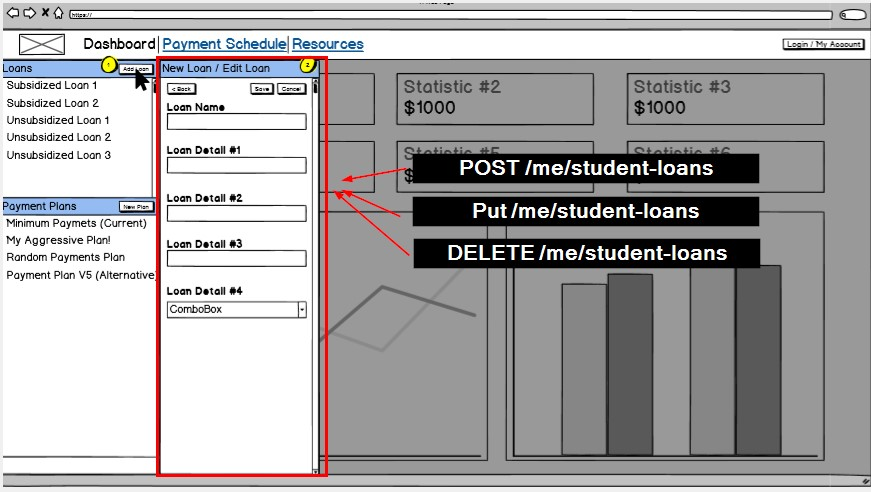 https://
Dashboard Payment Schedule Resources
Login / My Account
Loans 1 Add Loan
Subsidized Loan 1
Subsidized Loan 2
Unsubsidized Loan 1
Unsubsidized Loan 2
Unsubsidized Loan 3
Payment Plans New Plan
Minimum Paymets (Current)
My Aggressive Plan!
Random Payments Plan
Payment Plan V5 (Alternative)
New Loan / Edit Loan 2
< Back Save Cancel
Loan Name
Loan Detail #1
Loan Detail #2
Loan Detail #3
Loan Detail #4
ComboBox
Statistic #2
$1000
Statistic #3
$1000
Statistic #5
Statistic #6
POST /me/student-loans
Put /me/student-loans
DELETE /me/student-loans